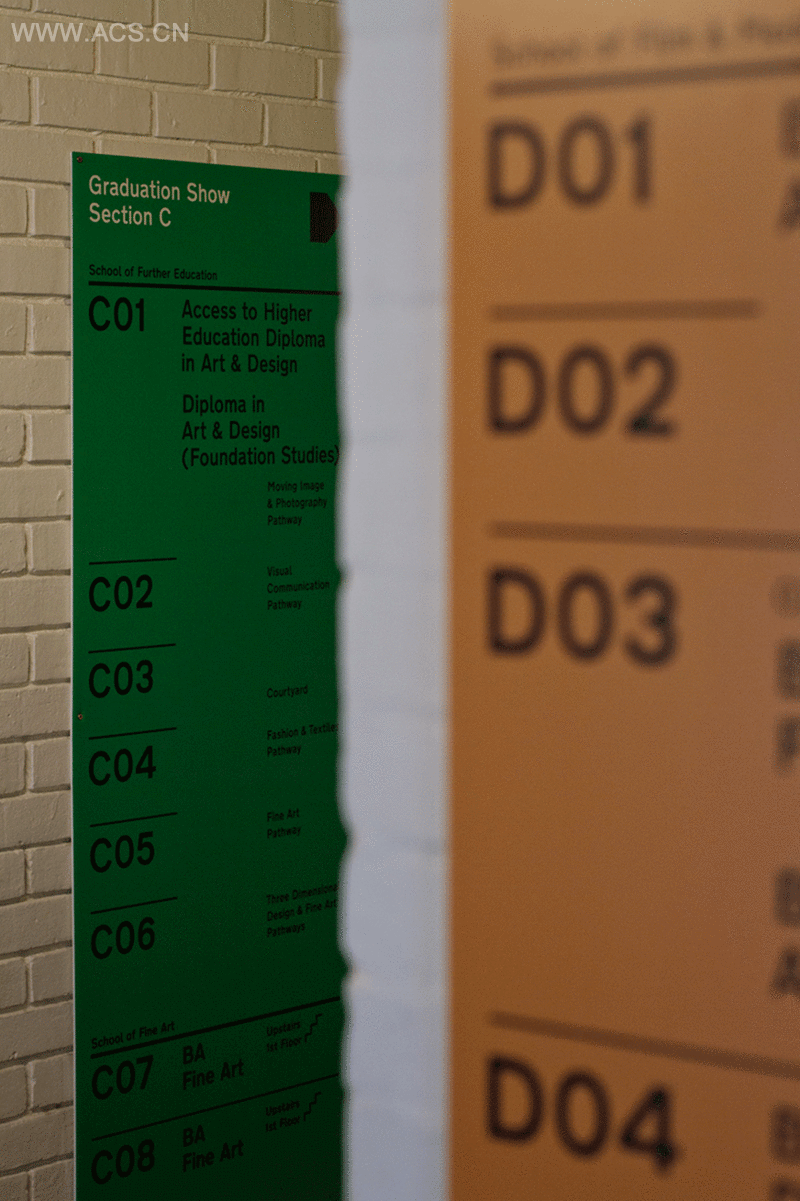 WWW.ACS.CN
Graduation Show
Section C
School of Further Education
C01
Access to Higher
Education Diploma
in Art & Design
Diploma in
Art & Design
(Foundation Studies)
Moving Image
& Photography
Pathway
C02
Visual
Communication
Pathway
C03
Courtyard
C04
Fashion & Textiles
Pathway
C05
Fine Art
Pathway
C06
Three Dimensional
Design & Fine Art
Pathways
School of Fine Art
C07
BA
Fine Art
Upstairs
1st Floor
C08
BA
Fine Art
Upstairs
1st Floor
School of
D01
D02
D03
D04